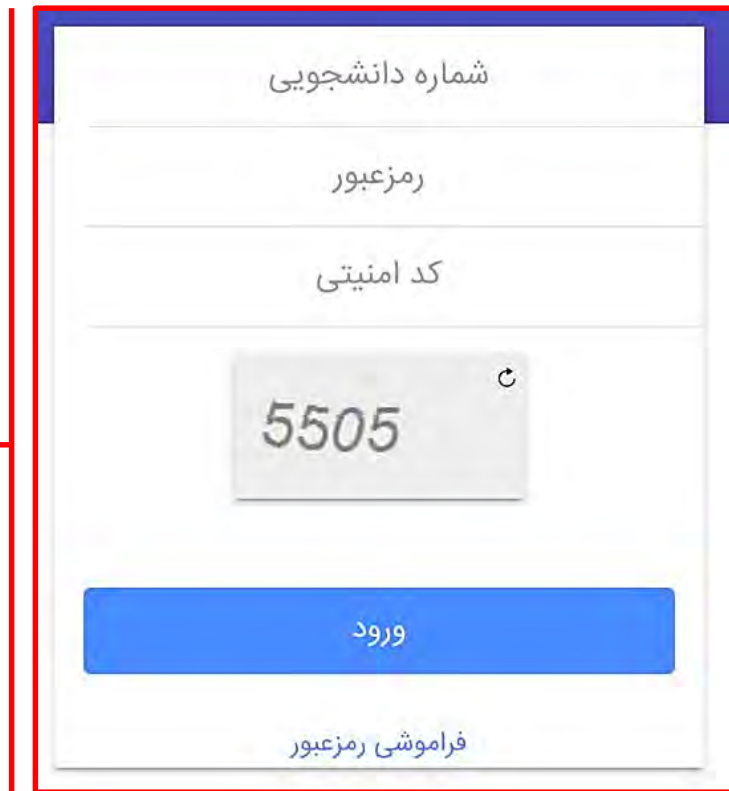 شماره دانشجویی
رمزعبور
کد امنیتی
5505
ورود
فراموشی رمزعبور